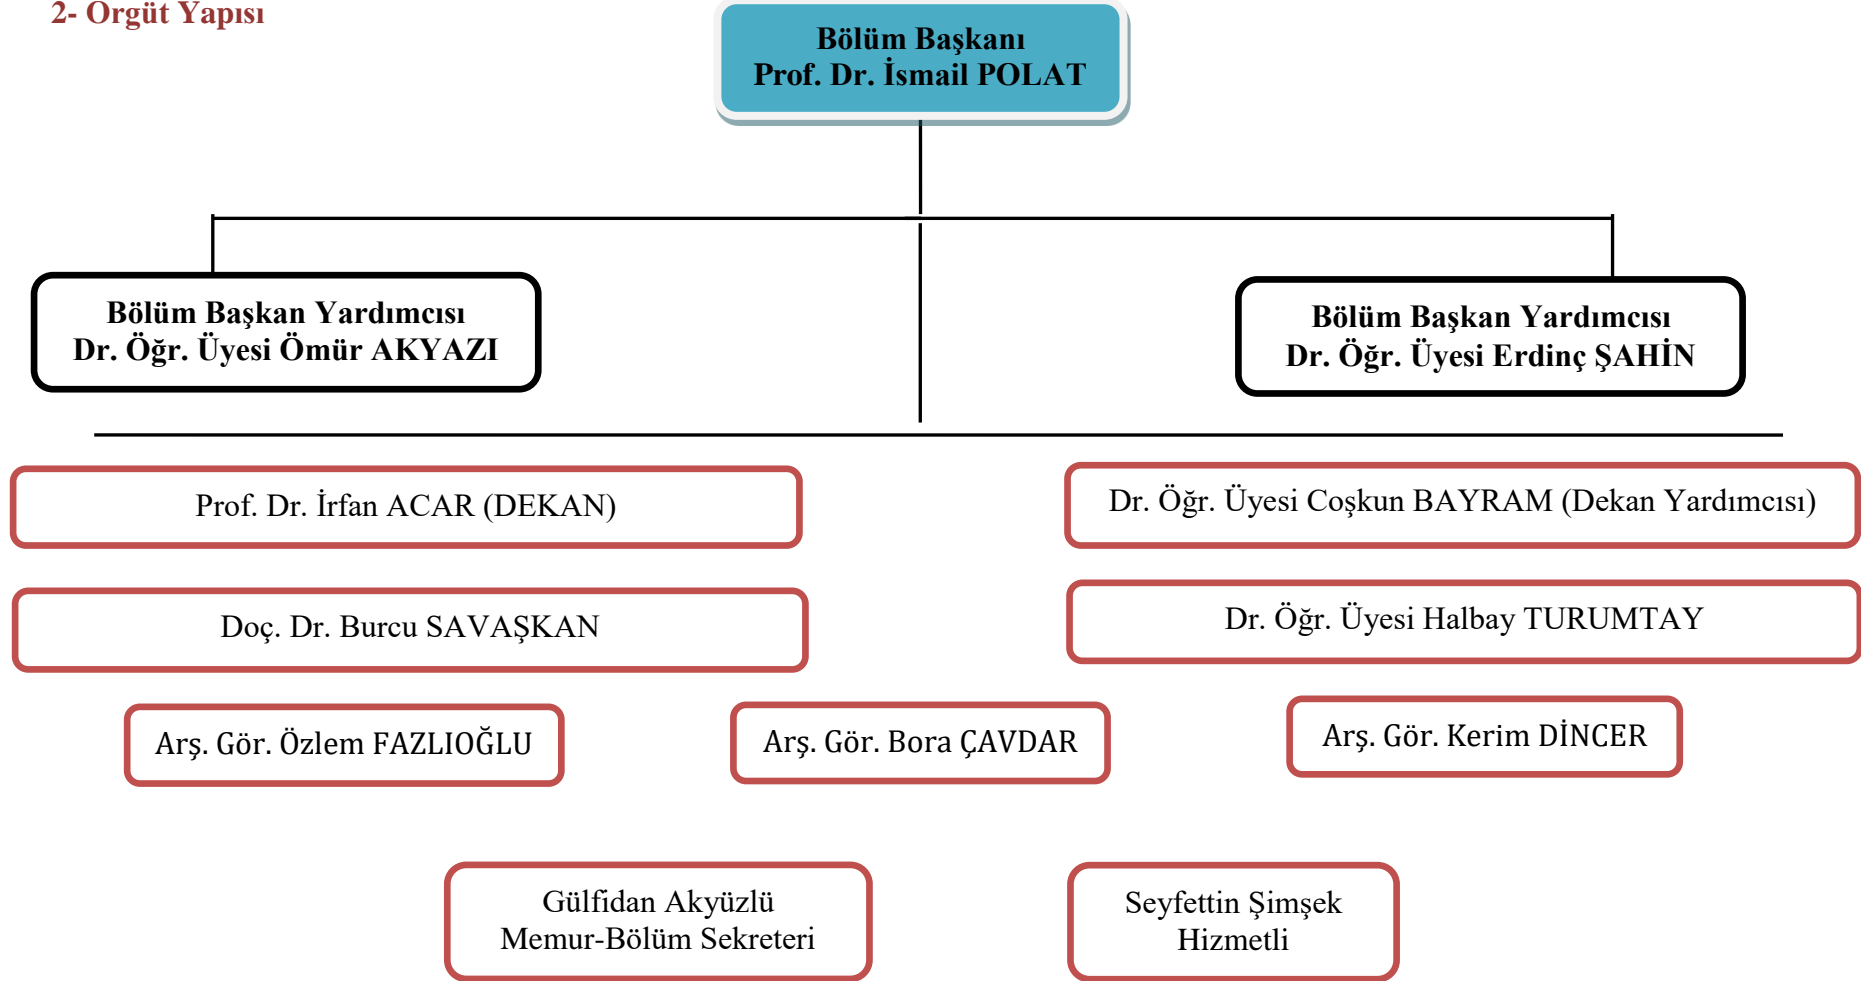 2- Orgüt Yapısı
Bölüm Başkanı
Prof. Dr. İsmail POLAT
Bölüm Başkan Yardımcısı
Dr. Öğr. Üyesi Ömür AKYAZI
Bölüm Başkan Yardımcısı
Dr. Öğr. Üyesi Erdinç ŞAHİN
Prof. Dr. İrfan ACAR (DEKAN)
Dr. Öğr. Üyesi Coşkun BAYRAM (Dekan Yardımcısı)
Doç. Dr. Burcu SAVAŞKAN
Dr. Öğr. Üyesi Halbay TURUMTAY
Arş. Gör. Özlem FAZLIOĞLU
Arş. Gör. Bora ÇAVDAR
Arş. Gör. Kerim DİNCER
Gülfidan Akyüzlü
Memur-Bölüm Sekreteri
Seyfettin Şimşek
Hizmetli